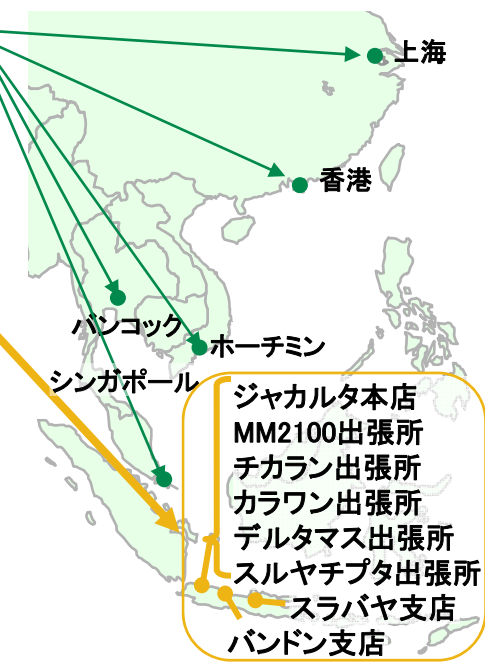 上海
香港
バンコック
ホーチミン
シンガポール
ジャカルタ本店
MM2100出張所
チカラン出張所
カラワン出張所
デルタマス出張所
スルヤチプタ出張所
スラバヤ支店
バンドン支店